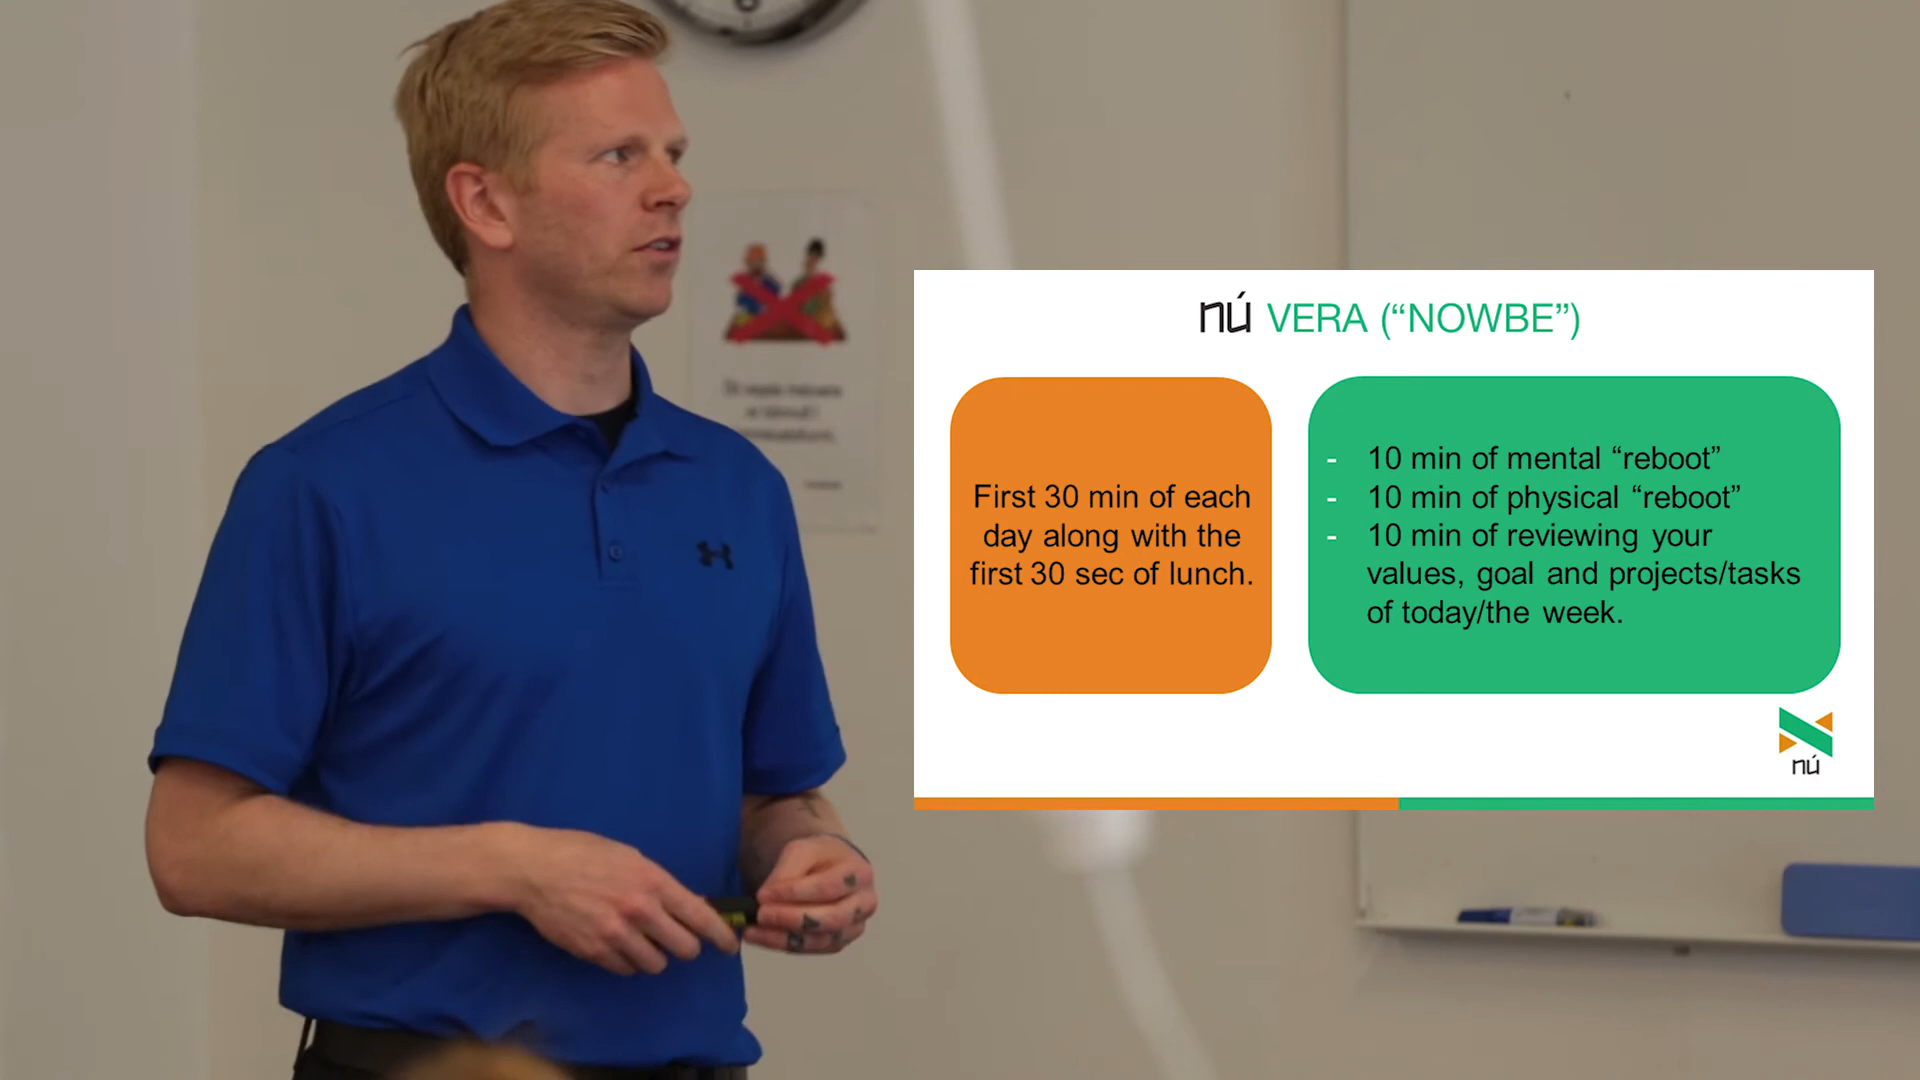 nú VERA (“NOWBE”)
First 30 min of each
day along with the
first 30 sec of lunch.
- 10 min of mental “reboot”
- 10 min of physical “reboot”
- 10 min of reviewing your
values, goal and projects/tasks
of today/the week.
nú